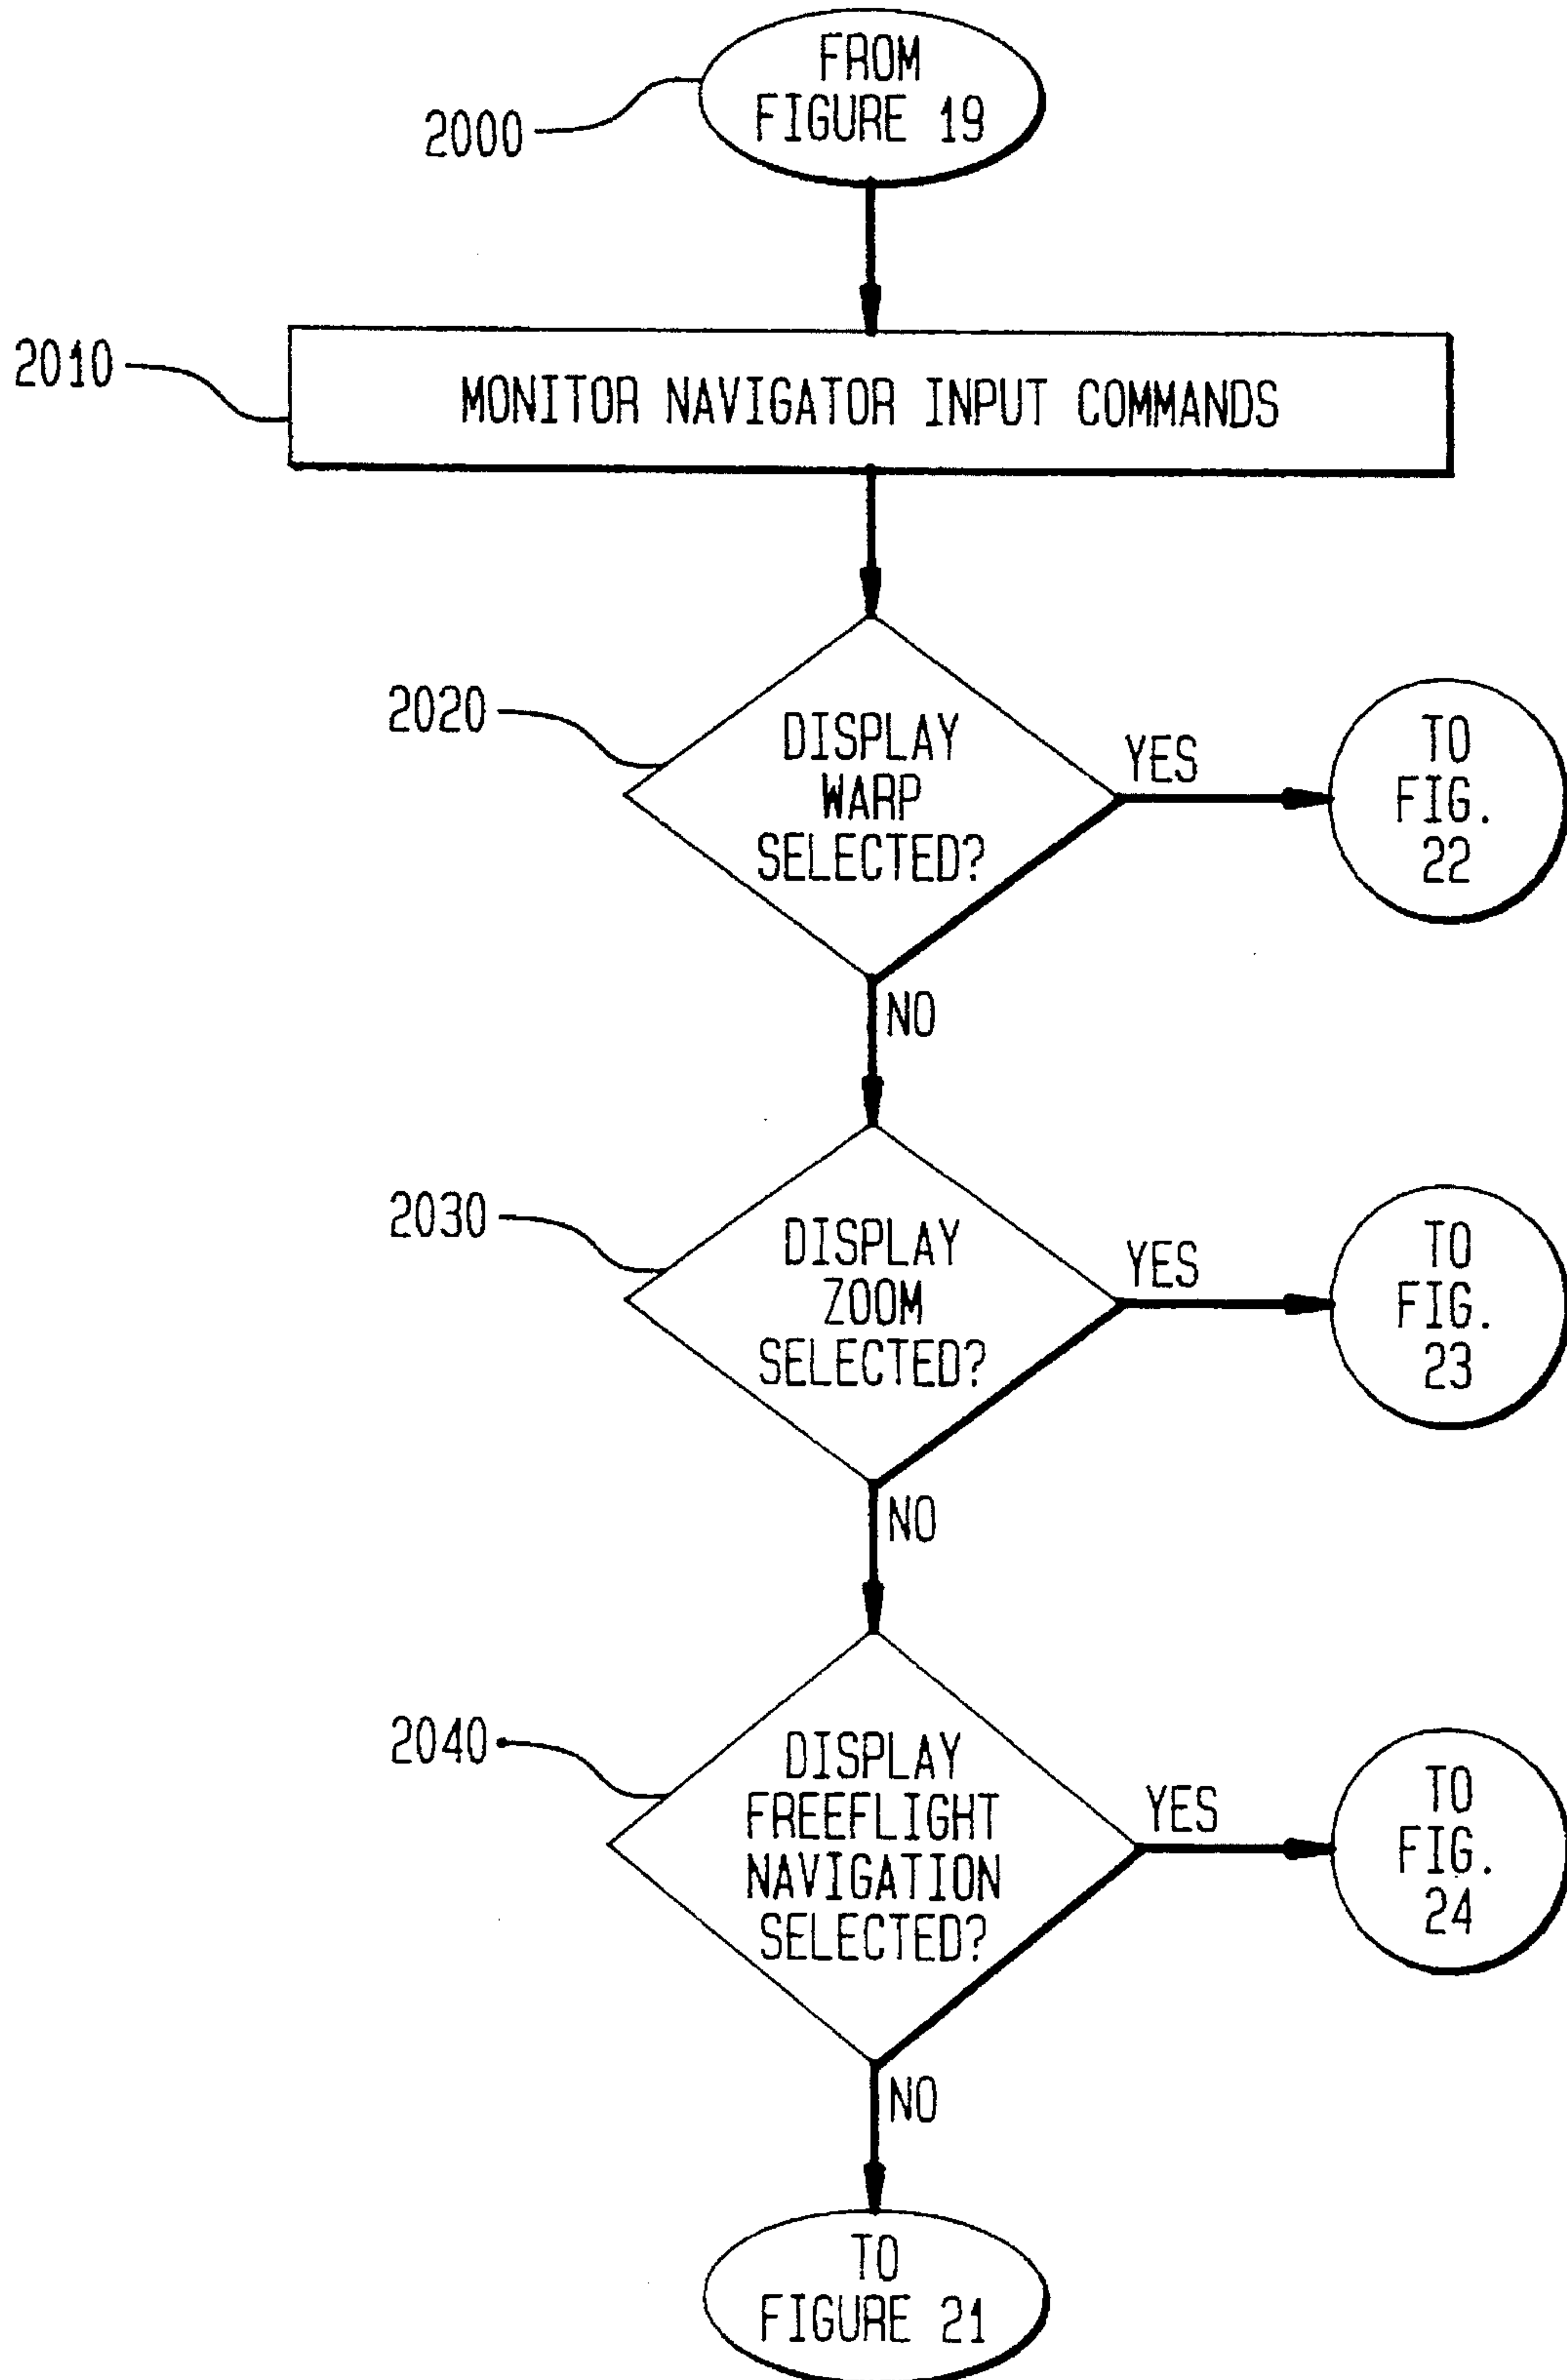 FROM
FIGURE 19
2000
2010
MONITOR NAVIGATOR INPUT COMMANDS
2020
DISPLAY
WARP
SELECTED?
YES
TO
FIG.
22
NO
2030
DISPLAY
ZOOM
SELECTED?
YES
TO
FIG.
23
NO
2040
DISPLAY
FREEFLIGHT
NAVIGATION
SELECTED?
YES
TO
FIG.
24
NO
TO
FIGURE 21